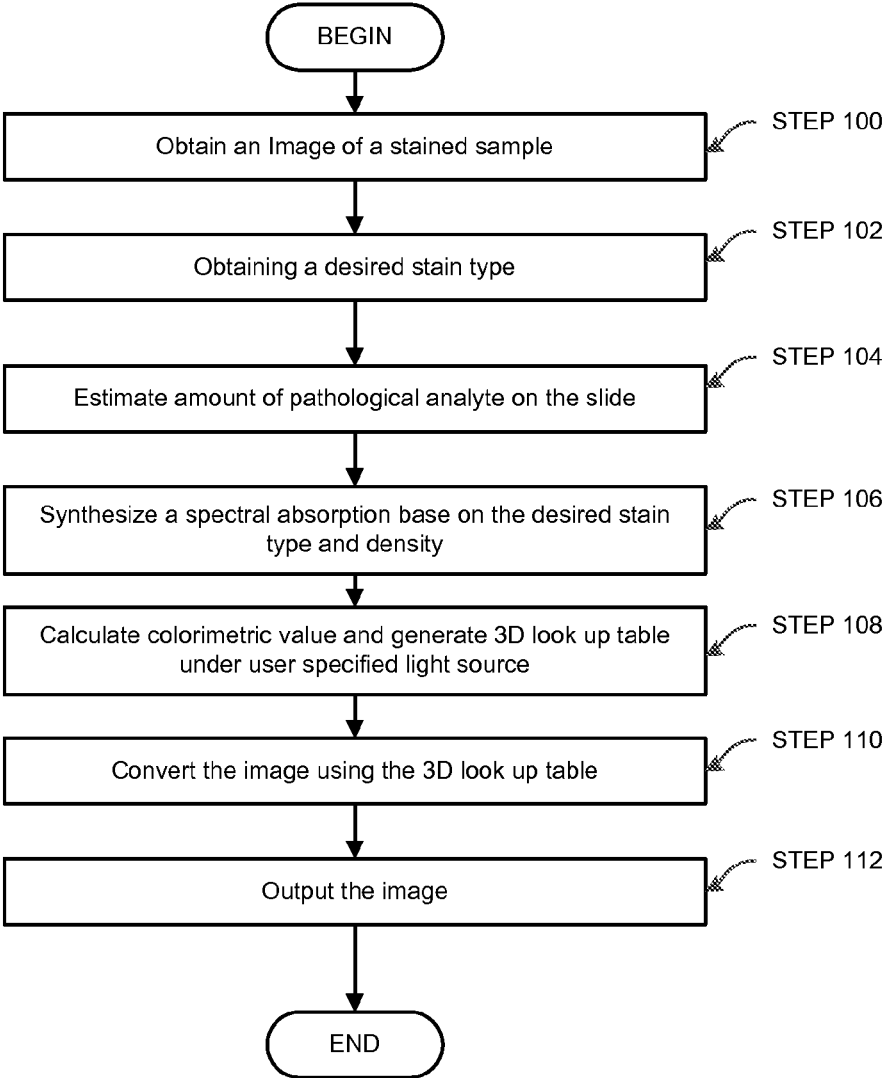 BEGIN
Obtain an Image of a stained sample
STEP 100
Obtaining a desired stain type
STEP 102
Estimate amount of pathological analyte on the slide
STEP 104
Synthesize a spectral absorption base on the desired stain
type and density
STEP 106
Calculate colorimetric value and generate 3D look up table
under user specified light source
STEP 108
Convert the image using the 3D look up table
STEP 110
Output the image
STEP 112
END